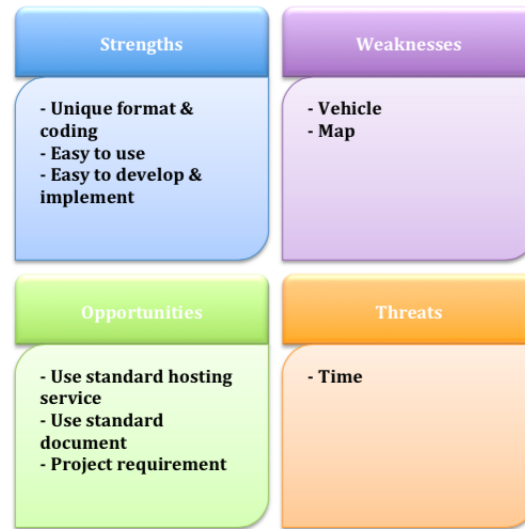 Strengths
- Unique format &
coding
- Easy to use
- Easy to develop &
implement
Weaknesses
- Vehicle
- Map
Opportunities
- Use standard hosting
service
- Use standard
document
- Project requirement
Threats
- Time